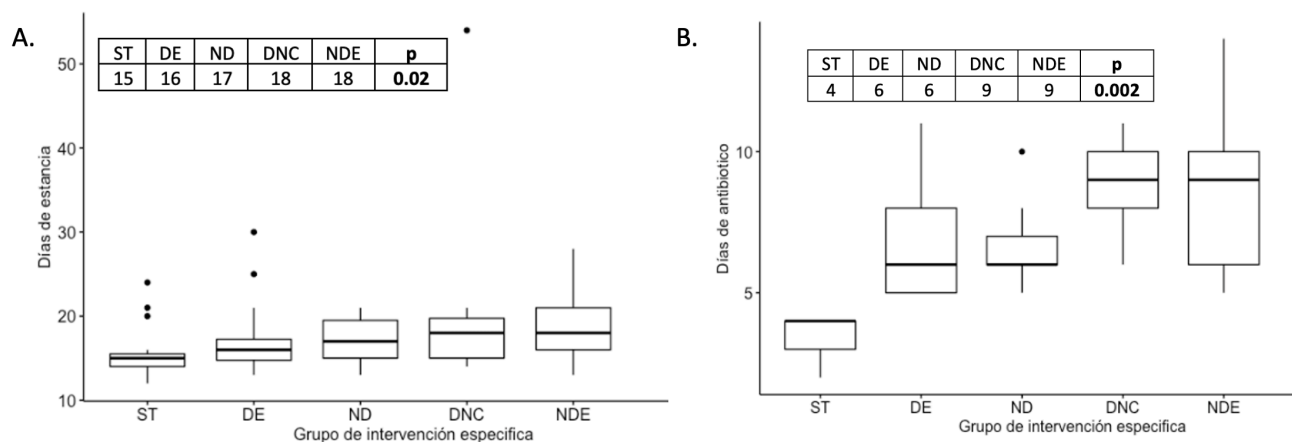 A.
ST DE ND DNC NDE p
15 16 17 18 18 0.02
Días de estancia
50
40
30
20
10
ST DE ND DNC NDE
Grupo de intervención especifica
B.
ST DE ND DNC NDE p
4 6 6 9 9 0.002
Días de antibiotico
10
5
ST DE ND DNC NDE
Grupo de intervención especifica